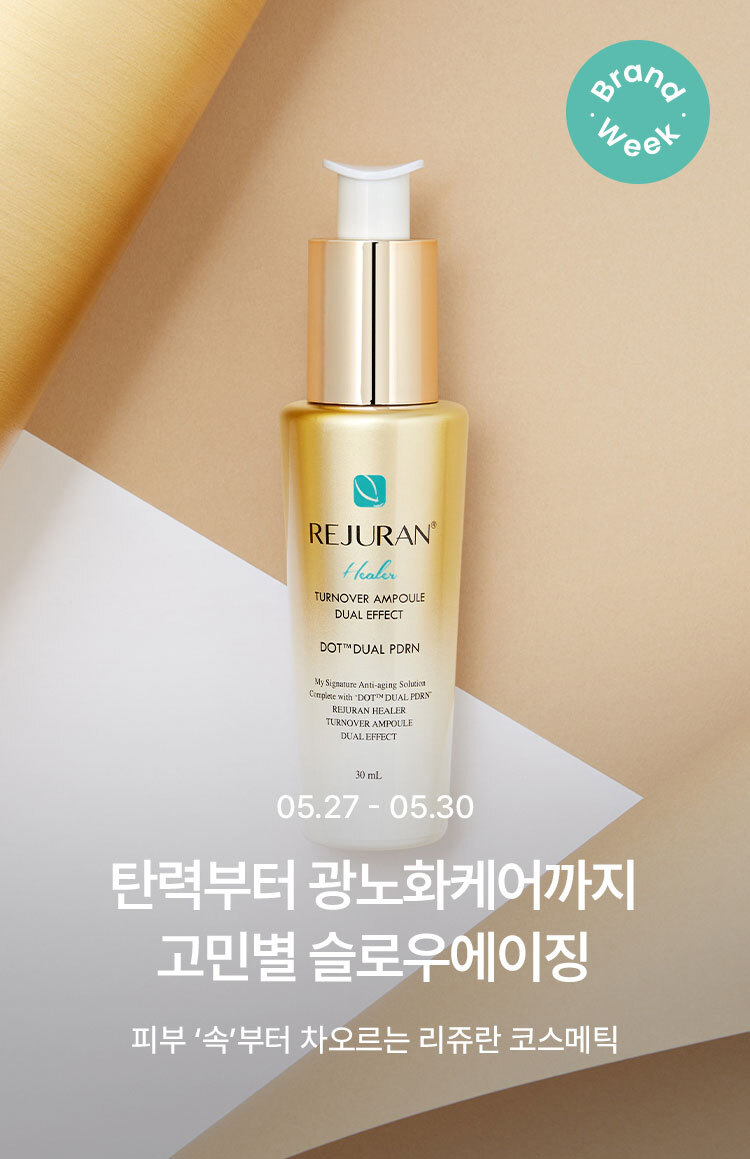 Brand
Week
REJURAN®
Healer
TURNOVER AMPOULE
DUAL EFFECT
DOT™DUAL PDRN
My Signature Anti-aging Solution
Complete with "DOT™ DUAL PDRN"
REJURAN HEALER
TURNOVER AMPOULE
DUAL EFFECT
30 mL
05.27 - 05.30
탄력부터 광노화케어까지
고민별 슬로우에이징
피부 ‘속’부터 차오르는 리쥬란 코스메틱